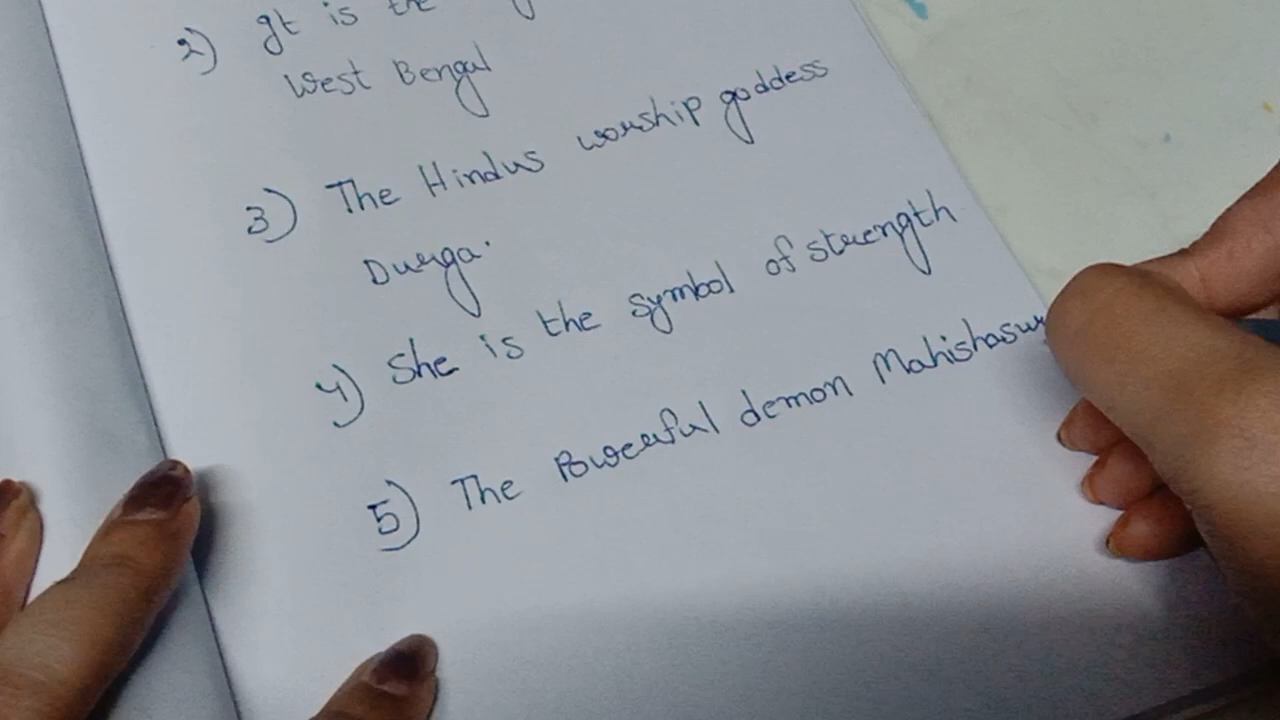 2) It is the
West Bengal
3) The Hindus worship goddess
Durga.
4) She is the symbol of strength
5) The Powerful demon Mahishasur